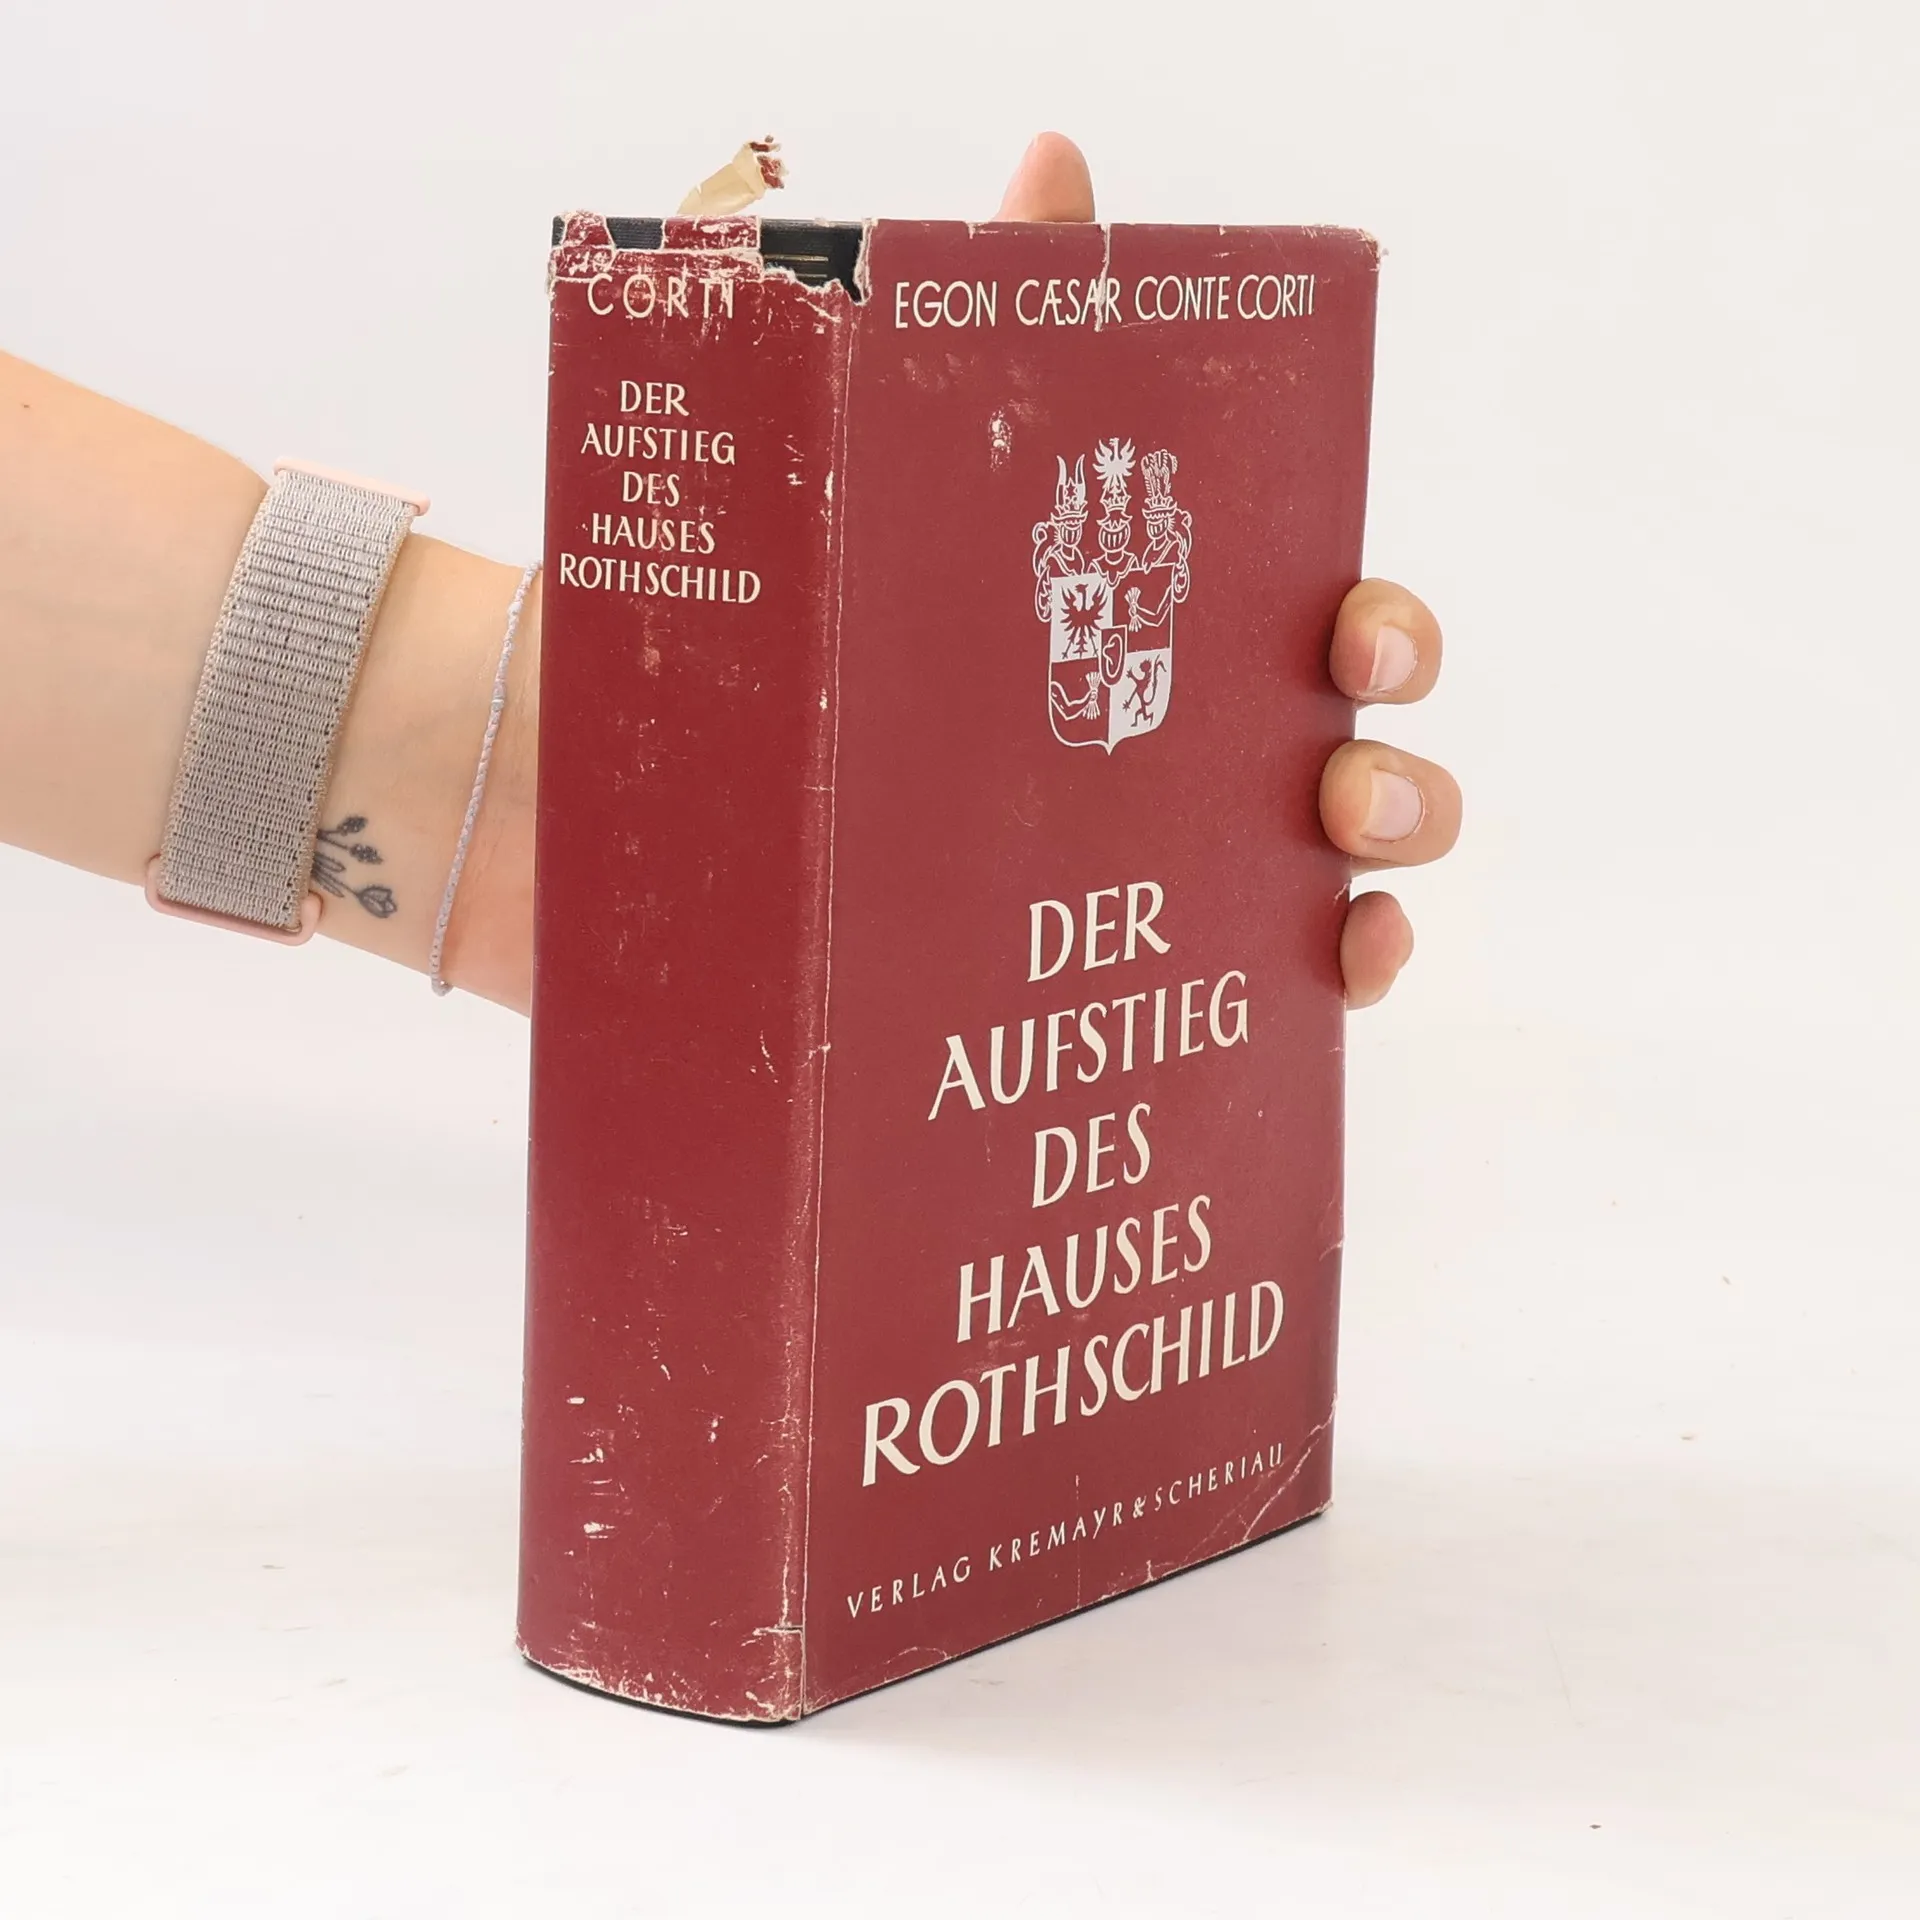 CORTI
DER
AUFSTIEG
DES
HAUSES
ROTHSCHILD
EGON CÆSAR CONTE CORTI
DER
AUFSTIEG
DES
HAUSES
ROTHSCHILD
VERLAG KREMAYR & SCHERIAU